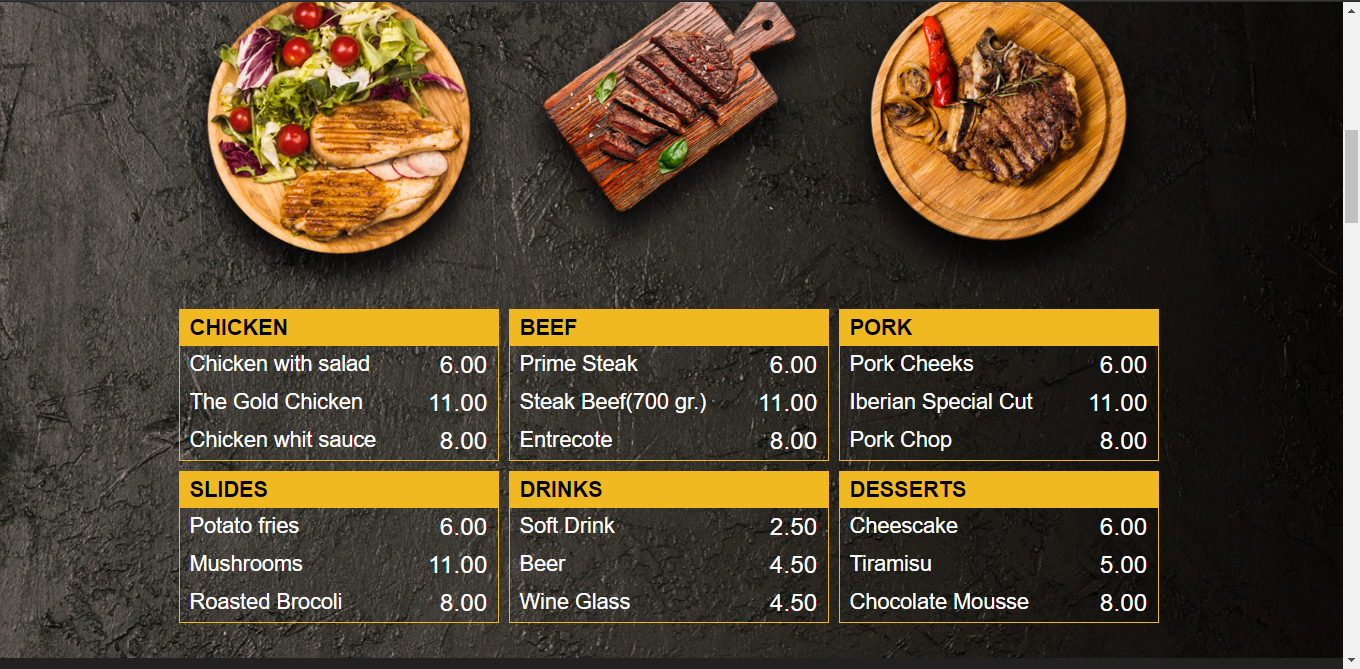 CHICKEN
Chicken with salad 6.00
The Gold Chicken 11.00
Chicken whit sauce 8.00
BEEF
Prime Steak 6.00
Steak Beef(700 gr.) 11.00
Entrecote 8.00
PORK
Pork Cheeks 6.00
Iberian Special Cut 11.00
Pork Chop 8.00
SLIDES
Potato fries 6.00
Mushrooms 11.00
Roasted Brocoli 8.00
DRINKS
Soft Drink 2.50
Beer 4.50
Wine Glass 4.50
DESSERTS
Cheescake 6.00
Tiramisu 5.00
Chocolate Mousse 8.00